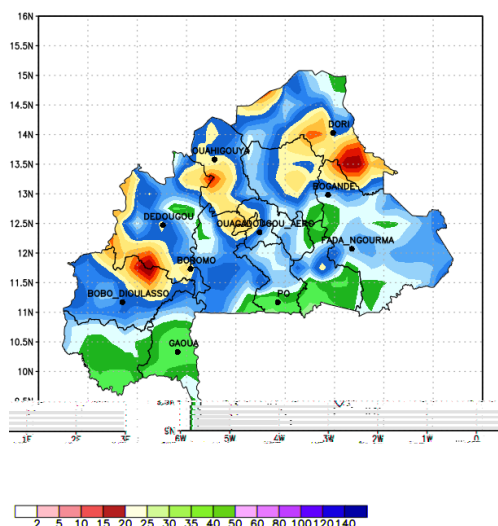 16N
15.5N
15N
14.5N
14N
13.5N
13N
12.5N
12N
11.5N
11N
10.5N
10N
DORI
OUAHIGOUYA
BOGANDE
DEDOUGOU
FADA_NGOURMA
BOROMO
BOBO_DIOULASSO
PO
GAOUA
6W 5W 4W 3W 2W 1W 0
2 5 10 15 20 25 30 35 40 50 60 80 100 120 140